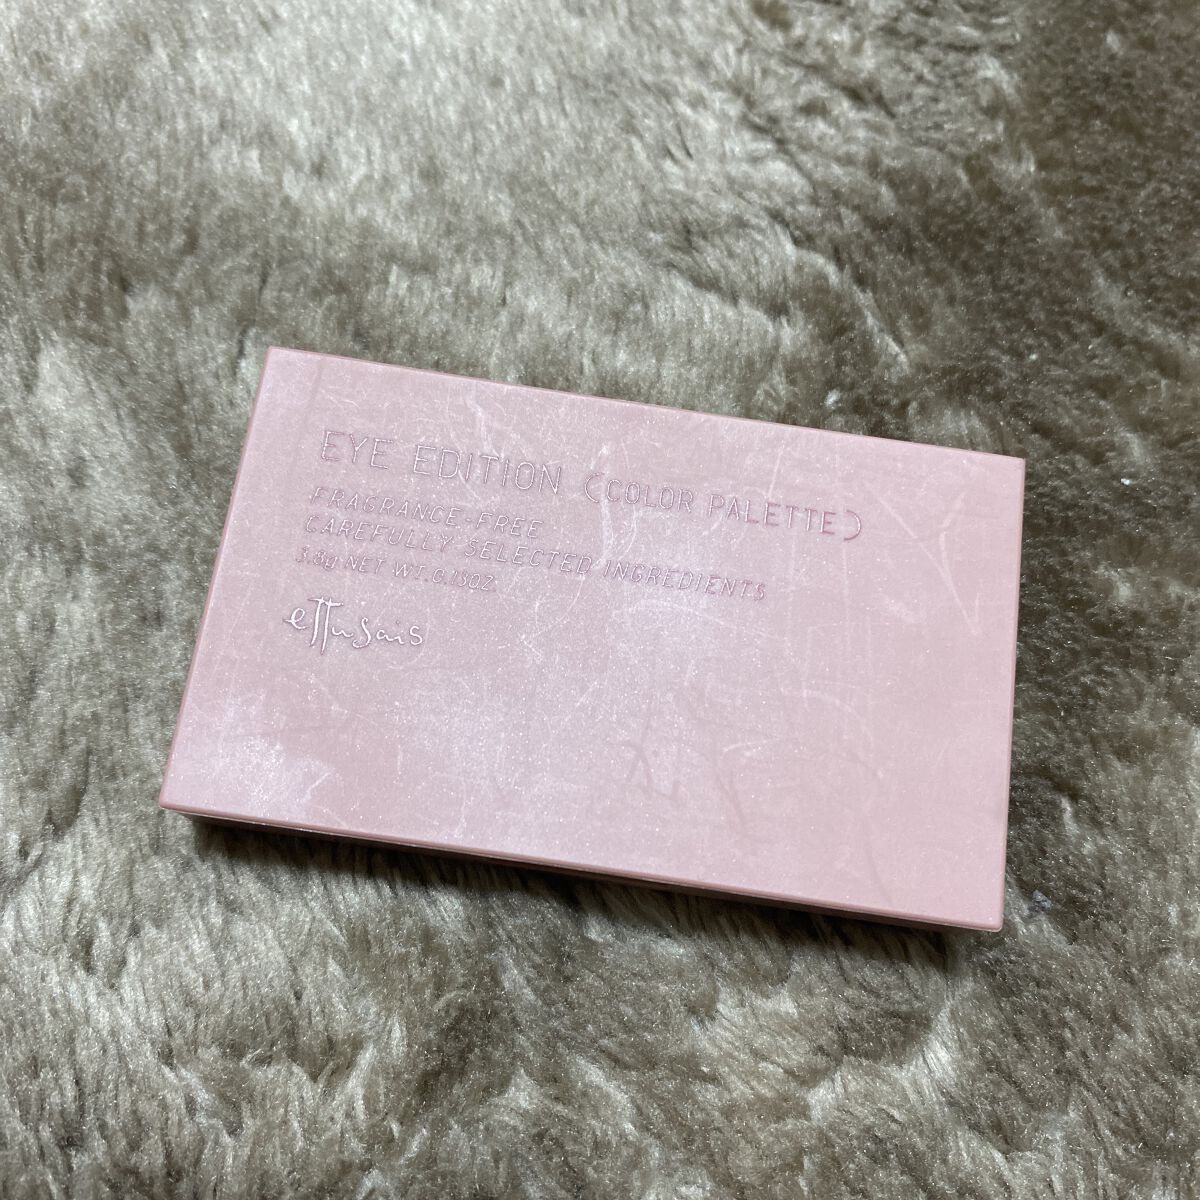 EYE EDITION (COLOR PALETTE)
FRAGRANCE-FREE
CAREFULLY SELECTED INGREDIENTS
3.8g NET WT. 0.13OZ.
ettusais